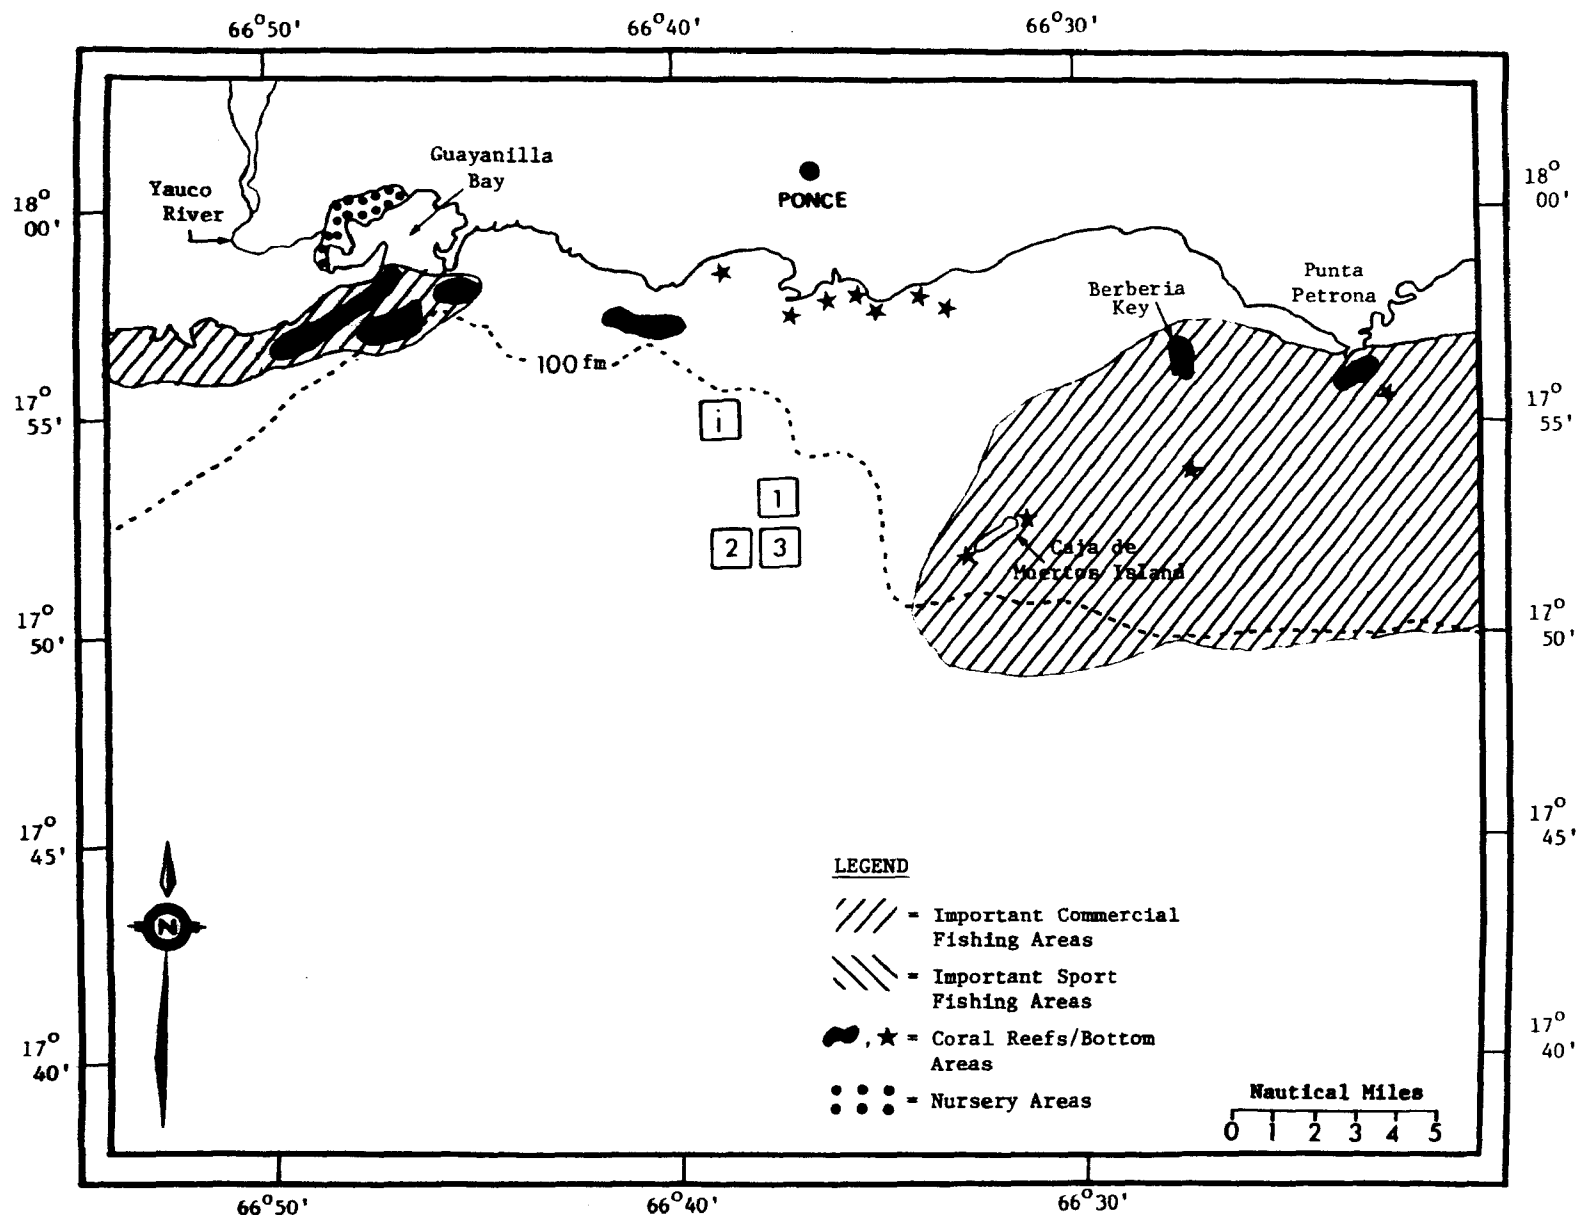 66°50'
66°40'
66°30'
Guayanilla
Bay
Yauco
River
PONCE
18°
00'
18°
00'
Punta
Petrona
Berberia
Key
100 fm
17°
55'
17°
55'
i
1
2
3
Caja de
Muertos Island
17°
50'
17°
50'
17°
45'
17°
45'
LEGEND
= Important Commercial
Fishing Areas
= Important Sport
Fishing Areas
, = Coral Reefs/Bottom
Areas
= Nursery Areas
N
17°
40'
17°
40'
Nautical Miles
0 1 2 3 4 5
66°50'
66°40'
66°30'